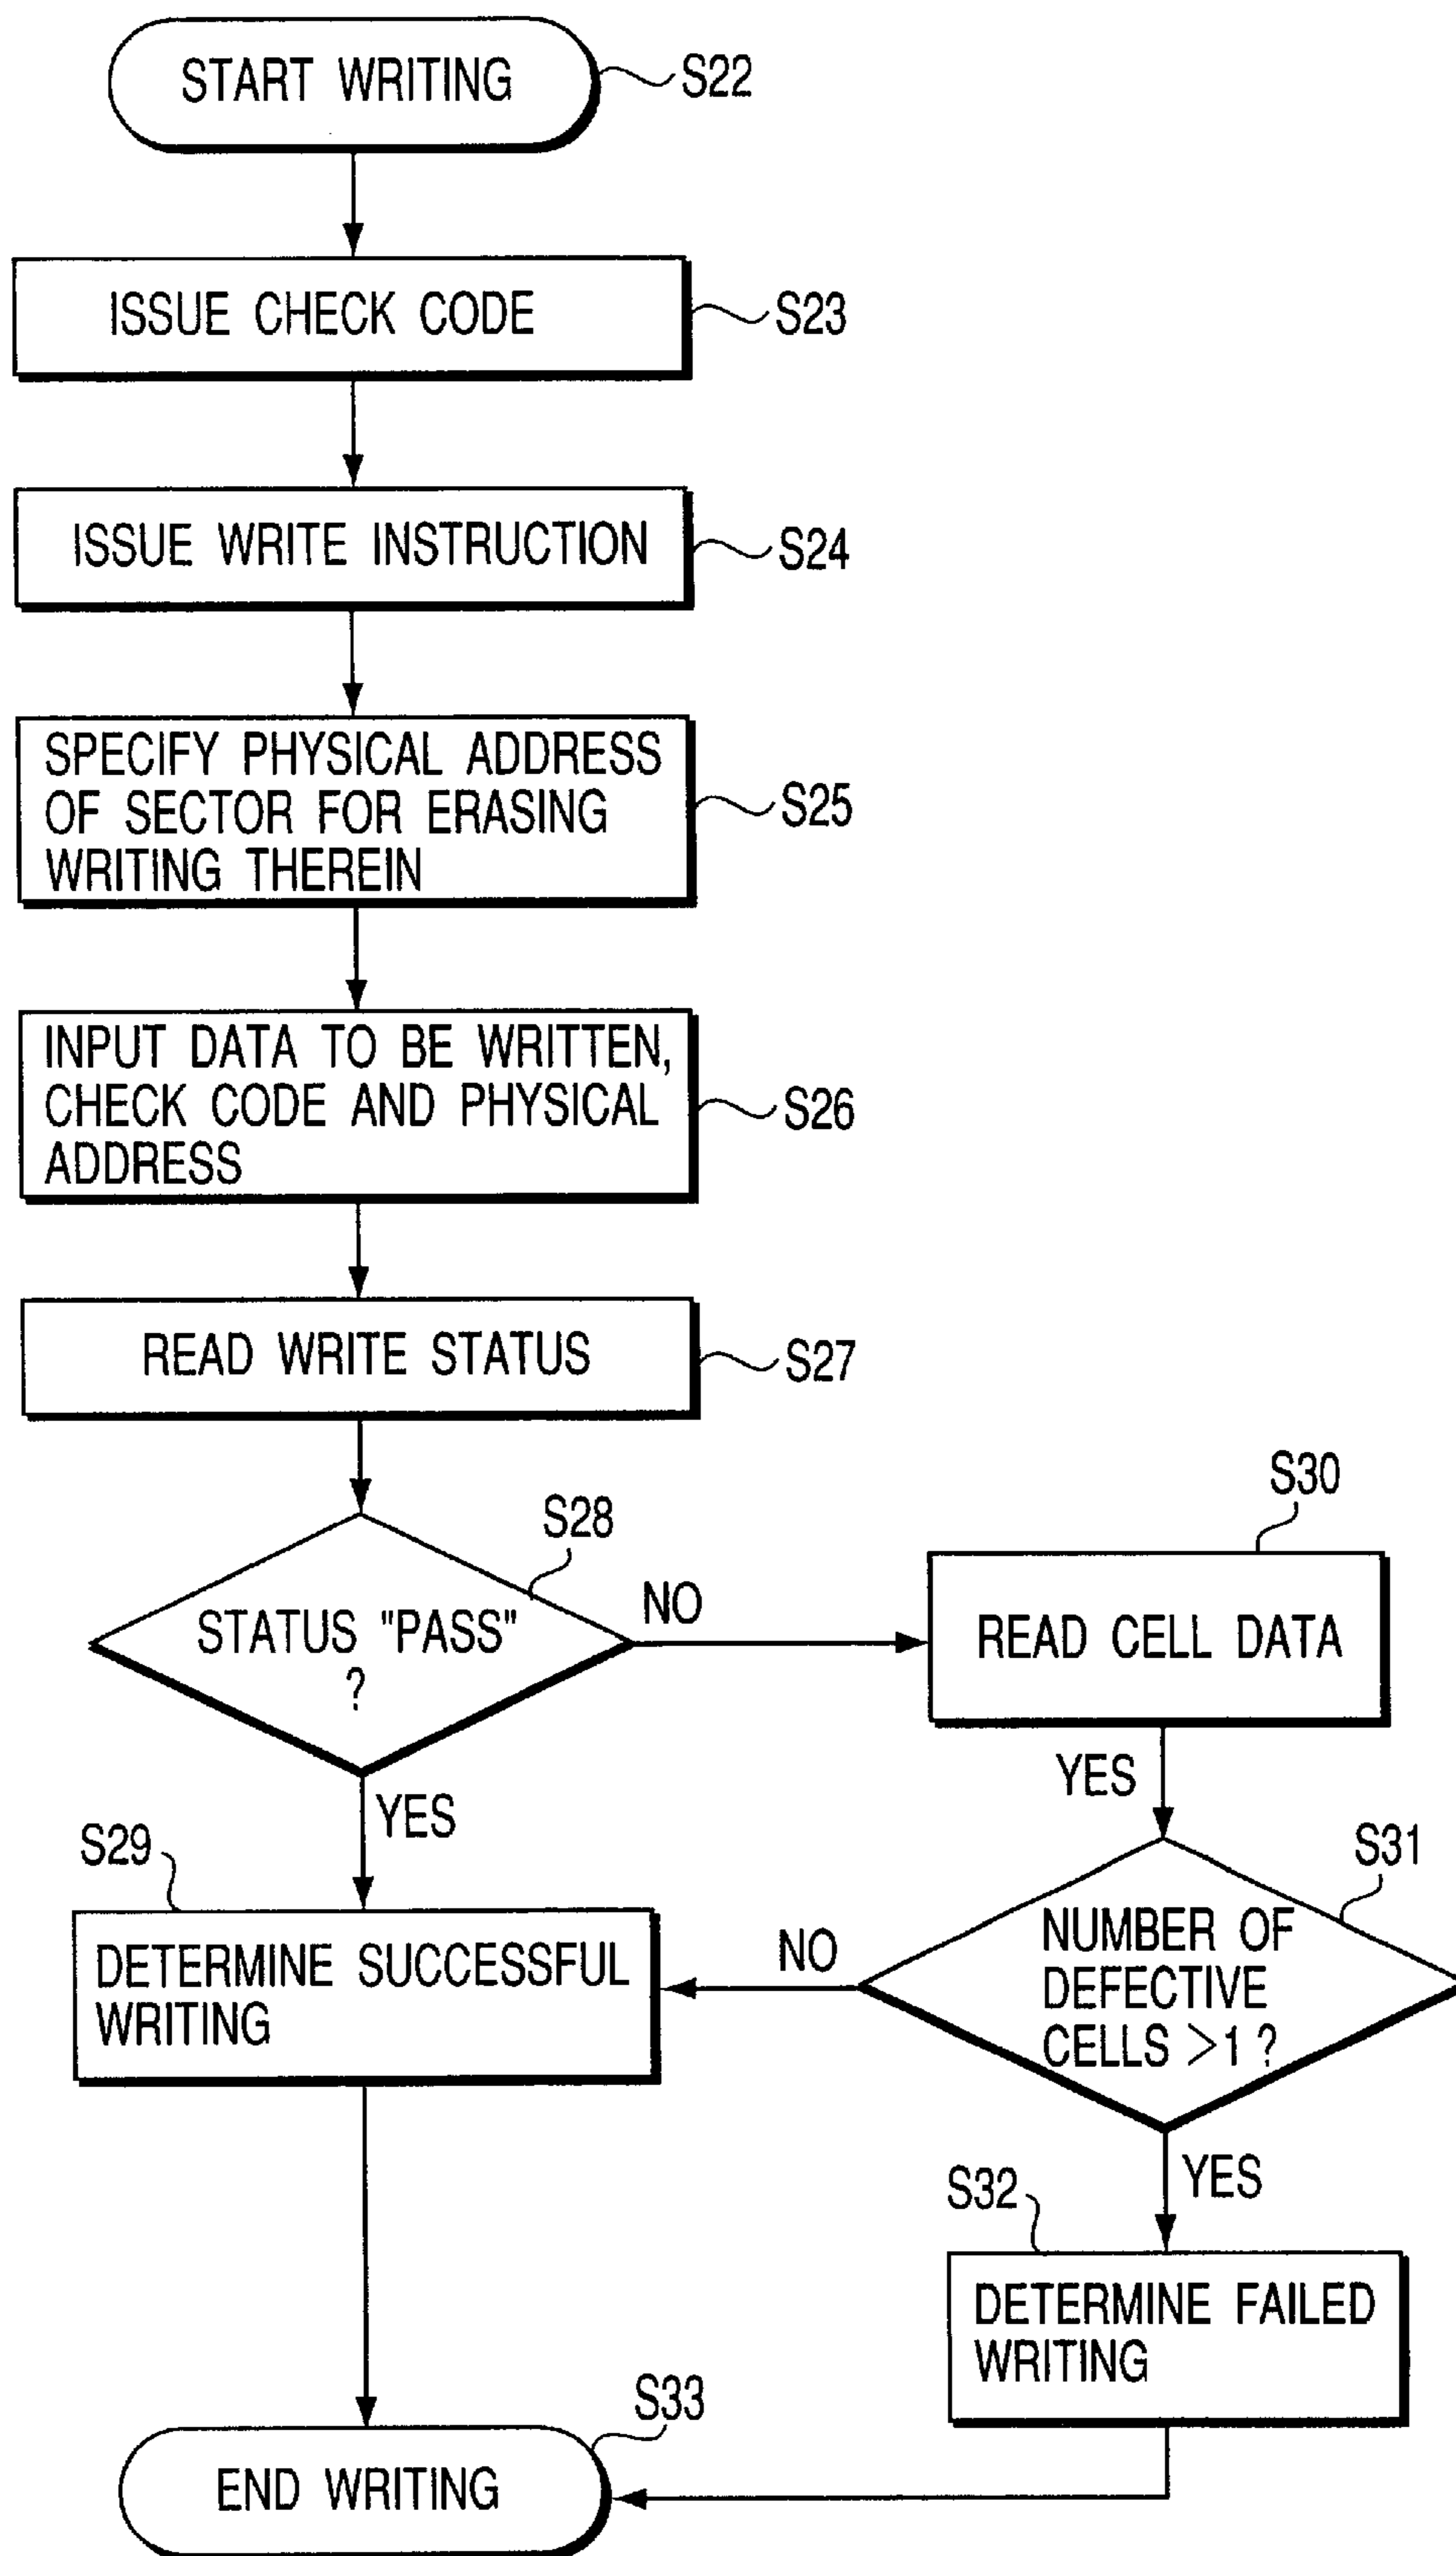 START WRITING
S22
ISSUE CHECK CODE
S23
ISSUE WRITE INSTRUCTION
S24
SPECIFY PHYSICAL ADDRESS
OF SECTOR FOR ERASING
WRITING THEREIN
S25
INPUT DATA TO BE WRITTEN,
CHECK CODE AND PHYSICAL
ADDRESS
S26
READ WRITE STATUS
S27
S28
STATUS "PASS"
?
NO
YES
S30
READ CELL DATA
YES
S31
NUMBER OF
DEFECTIVE
CELLS >1 ?
NO
YES
S29
DETERMINE SUCCESSFUL
WRITING
S32
DETERMINE FAILED
WRITING
S33
END WRITING